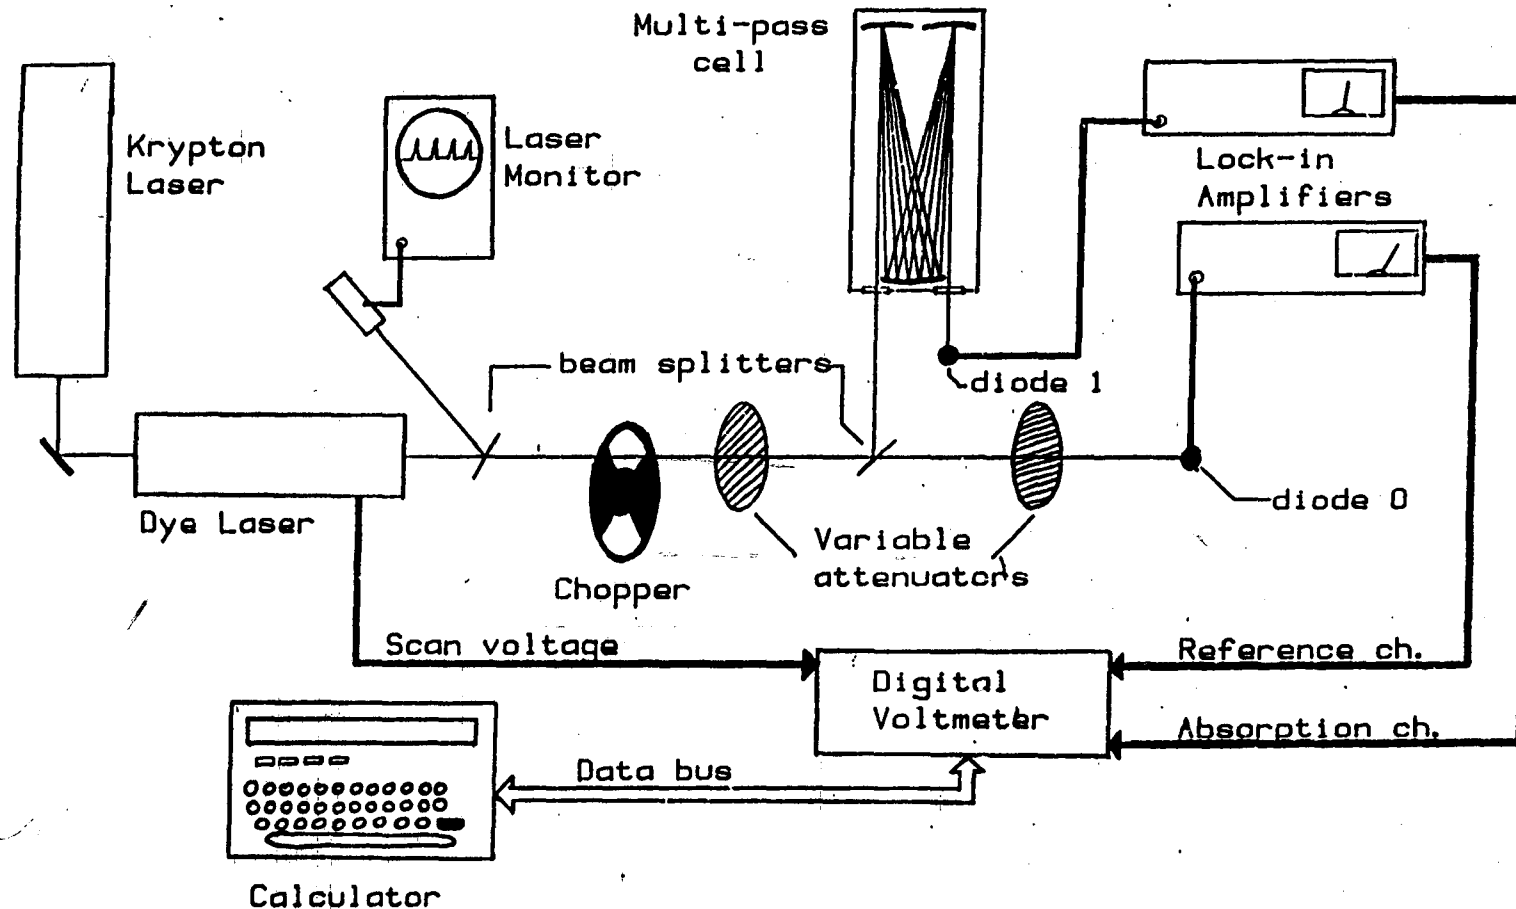 Multi-pass
cell
Krypton
Laser
Laser
Monitor
Lock-in
Amplifiers
beam splitters
diode 1
Dye Laser
diode 0
Variable
attenuators
Chopper
Scan voltage
Reference ch.
Digital
Voltmeter
Absorption ch.
Data bus
Calculator